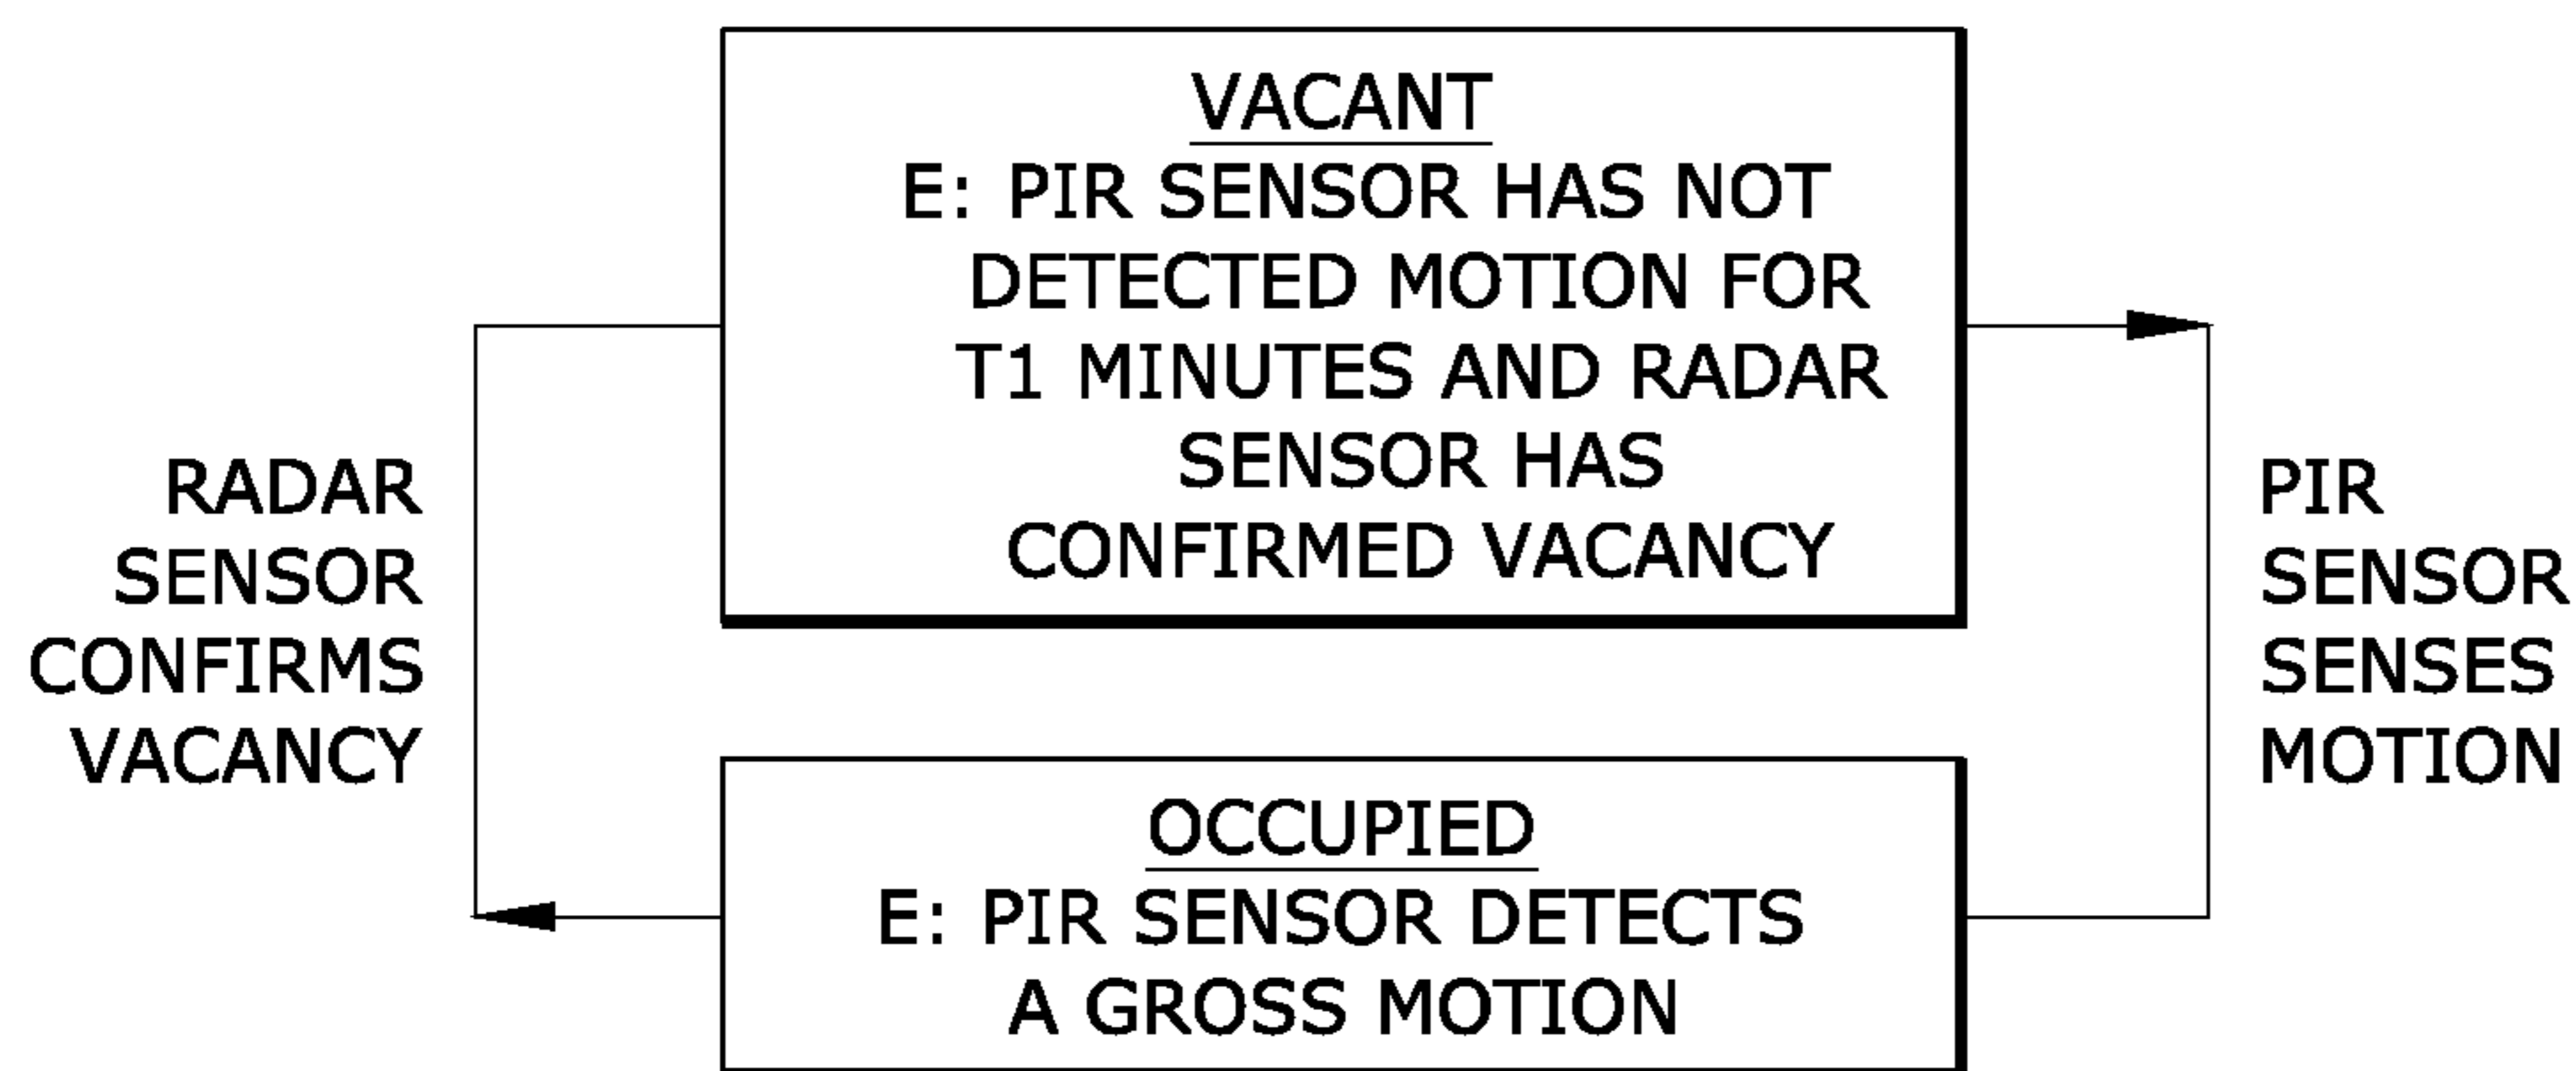 VACANT
E: PIR SENSOR HAS NOT
DETECTED MOTION FOR
T1 MINUTES AND RADAR
SENSOR HAS
CONFIRMED VACANCY
RADAR
SENSOR
CONFIRMS
VACANCY
PIR
SENSOR
SENSES
MOTION
OCCUPIED
E: PIR SENSOR DETECTS
A GROSS MOTION